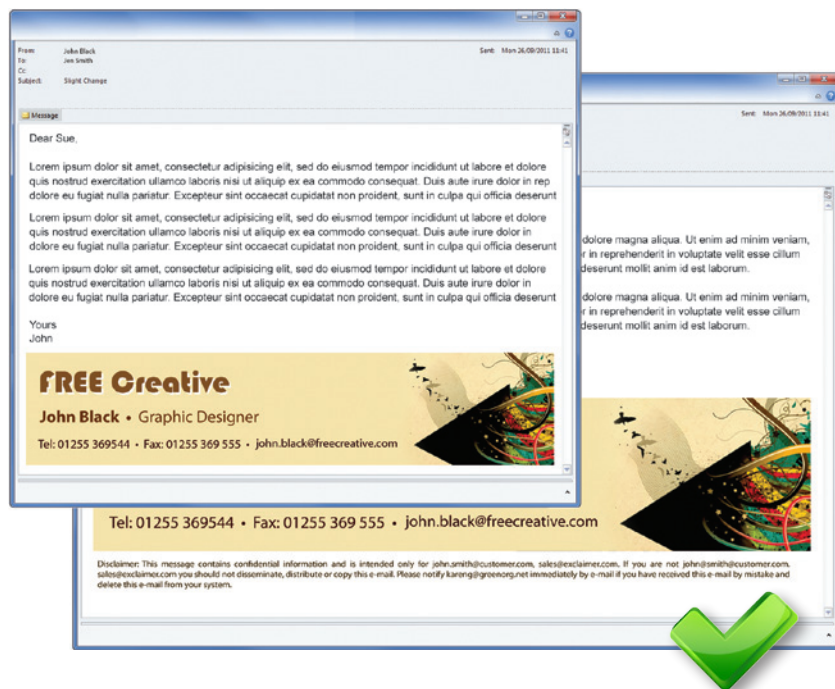 From: John Black Sent: Mon 26/09/2011 11:41
To: Jen Smith
Cc:
Subject: Slight Change
Message
Dear Sue,
Lorem ipsum dolor sit amet, consectetur adipisicing elit, sed do eiusmod tempor incididunt ut labore et dolore
quis nostrud exercitation ullamco laboris nisi ut aliquip ex ea commodo consequat. Duis aute irure dolor in rep
dolore eu fugiat nulla pariatur. Excepteur sint occaecat cupidatat non proident, sunt in culpa qui officia deserunt
Lorem ipsum dolor sit amet, consectetur adipisicing elit, sed do eiusmod tempor incididunt ut labore et dolore
quis nostrud exercitation ullamco laboris nisi ut aliquip ex ea commodo consequat. Duis aute irure dolor in
dolore eu fugiat nulla pariatur. Excepteur sint occaecat cupidatat non proident, sunt in culpa qui officia deserunt
Lorem ipsum dolor sit amet, consectetur adipisicing elit, sed do eiusmod tempor incididunt ut labore et dolore
quis nostrud exercitation ullamco laboris nisi ut aliquip ex ea commodo consequat. Duis aute irure dolor in
dolore eu fugiat nulla pariatur. Excepteur sint occaecat cupidatat non proident, sunt in culpa qui officia deserunt
Yours
John
FREE Creative
John Black • Graphic Designer
Tel: 01255 369544 • Fax: 01255 369 555 • john.black@freecreative.com
Sent: Mon 26/09/2011 11:41
dolore magna aliqua. Ut enim ad minim veniam,
r in reprehenderit in voluptate velit esse cillum
deserunt mollit anim id est laborum.
dolore magna aliqua. Ut enim ad minim veniam,
r in reprehenderit in voluptate velit esse cillum
deserunt mollit anim id est laborum.
Tel: 01255 369544 • Fax: 01255 369 555 • john.black@freecreative.com
Disclaimer: This message contains confidential information and is intended only for john.smith@customer.com, sales@exclaimer.com. If you are not john@smith@customer.com.
sales@exclaimer.com you should not disseminate, distribute or copy this e-mail. Please notify kareng@greenorg.net immediately by e-mail if you have received this e-mail by mistake and
delete this e-mail from your system.